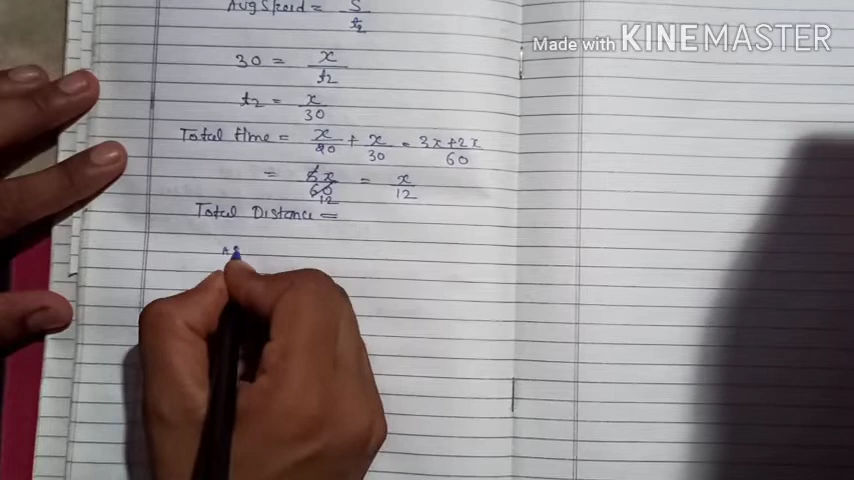 Made with KINEMASTER
Avg Speed = S / t2
30 = x / t2
t2 = x / 30
Total time = x / 20 + x / 30 = 3x+2x / 60
= 5x / 60 12 = x / 12
Total Distance =